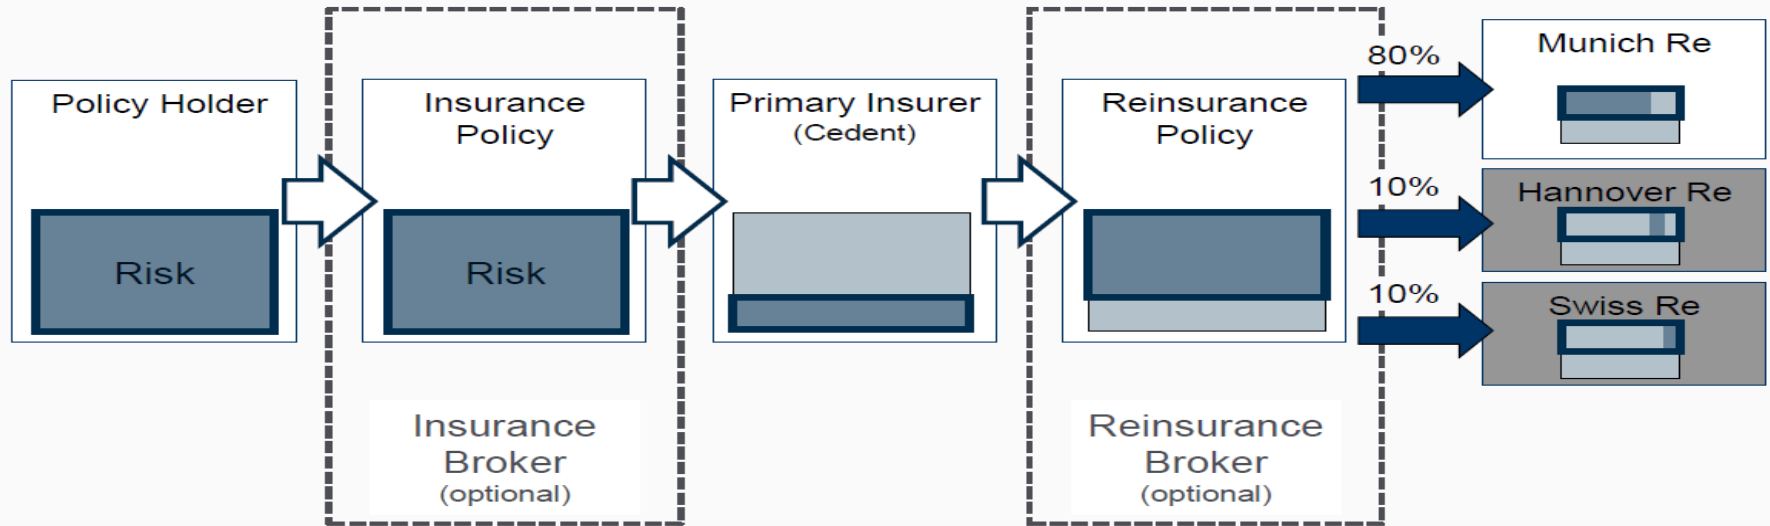 Policy Holder
Risk
Insurance
Policy
Risk
Insurance
Broker
(optional)
Primary Insurer
(Cedent)
Reinsurance
Policy
Reinsurance
Broker
(optional)
80%
Munich Re
10%
Hannover Re
10%
Swiss Re